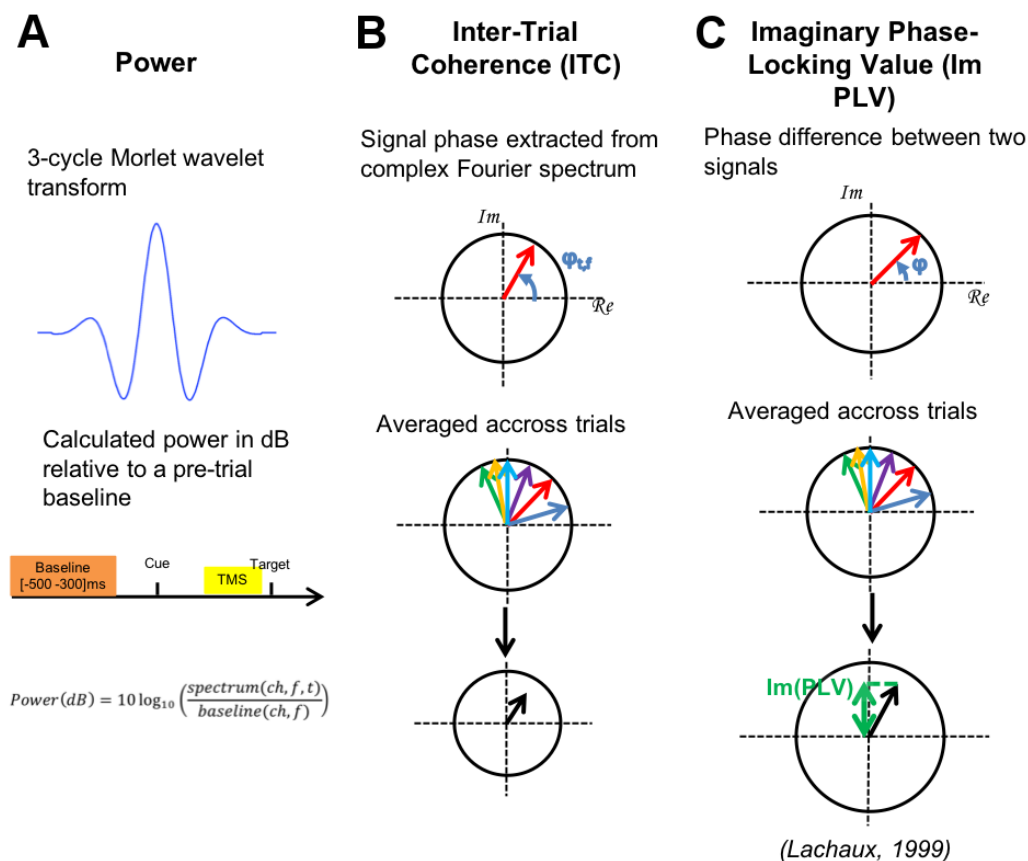 A
Power
3-cycle Morlet wavelet
transform
Calculated power in dB
relative to a pre-trial
baseline
Baseline
[-500 -300]ms
Cue
TMS
Target
Power(dB) = 10 log10 (spectrum(ch, f, t) / baseline(ch, f))
B
Inter-Trial
Coherence (ITC)
Signal phase extracted from
complex Fourier spectrum
Im
φt,f
Re
Averaged accross trials
C
Imaginary Phase-
Locking Value (Im
PLV)
Phase difference between two
signals
Im
φ
Re
Averaged accross trials
Im(PLV)
(Lachaux, 1999)